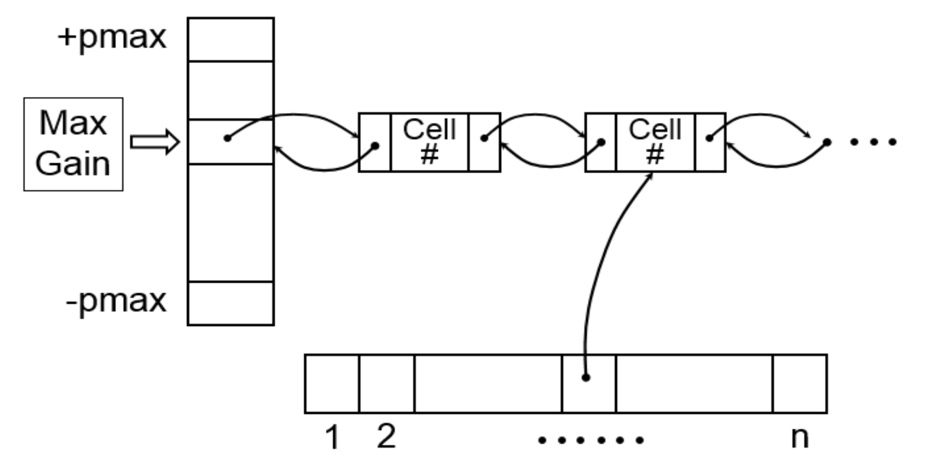 +pmax
Max
Gain
Cell
#
Cell
#
-pmax
1 2 n